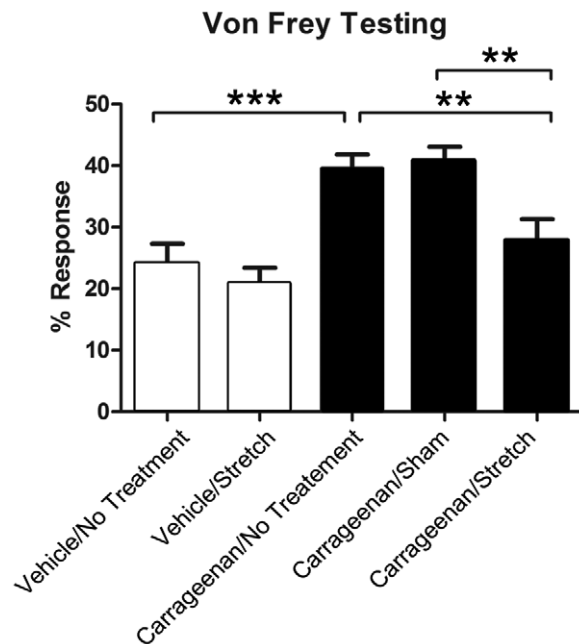 Von Frey Testing
**
*** **
50
40
30
20
10
0
% Response
Vehicle/No Treatment
Vehicle/Stretch
Carrageenan/No Treatement
Carrageenan/Sham
Carrageenan/Stretch